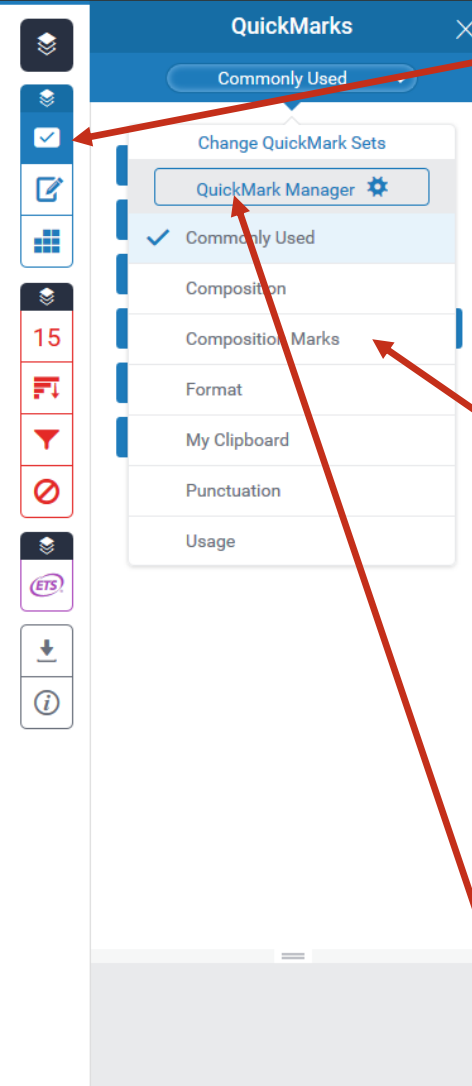 QuickMarks
Commonly Used
Change QuickMark Sets
QuickMark Manager
Commonly Used
Composition
Composition Marks
Format
My Clipboard
Punctuation
Usage
15
ETS
i